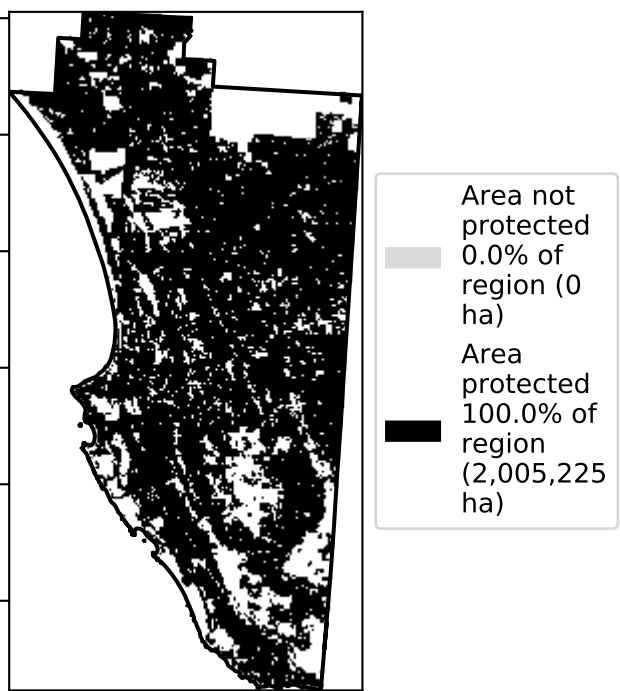 Area not
protected
0.0% of
region (0
ha)
Area
protected
100.0% of
region
(2,005,225
ha)